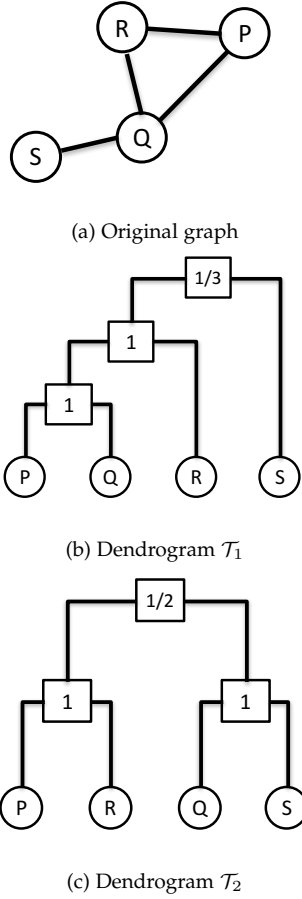 R P
Q
S
(a) Original graph
1/3
1
1
P Q R S
(b) Dendrogram 𝒯₁
1/2
1 1
P R Q S
(c) Dendrogram 𝒯₂